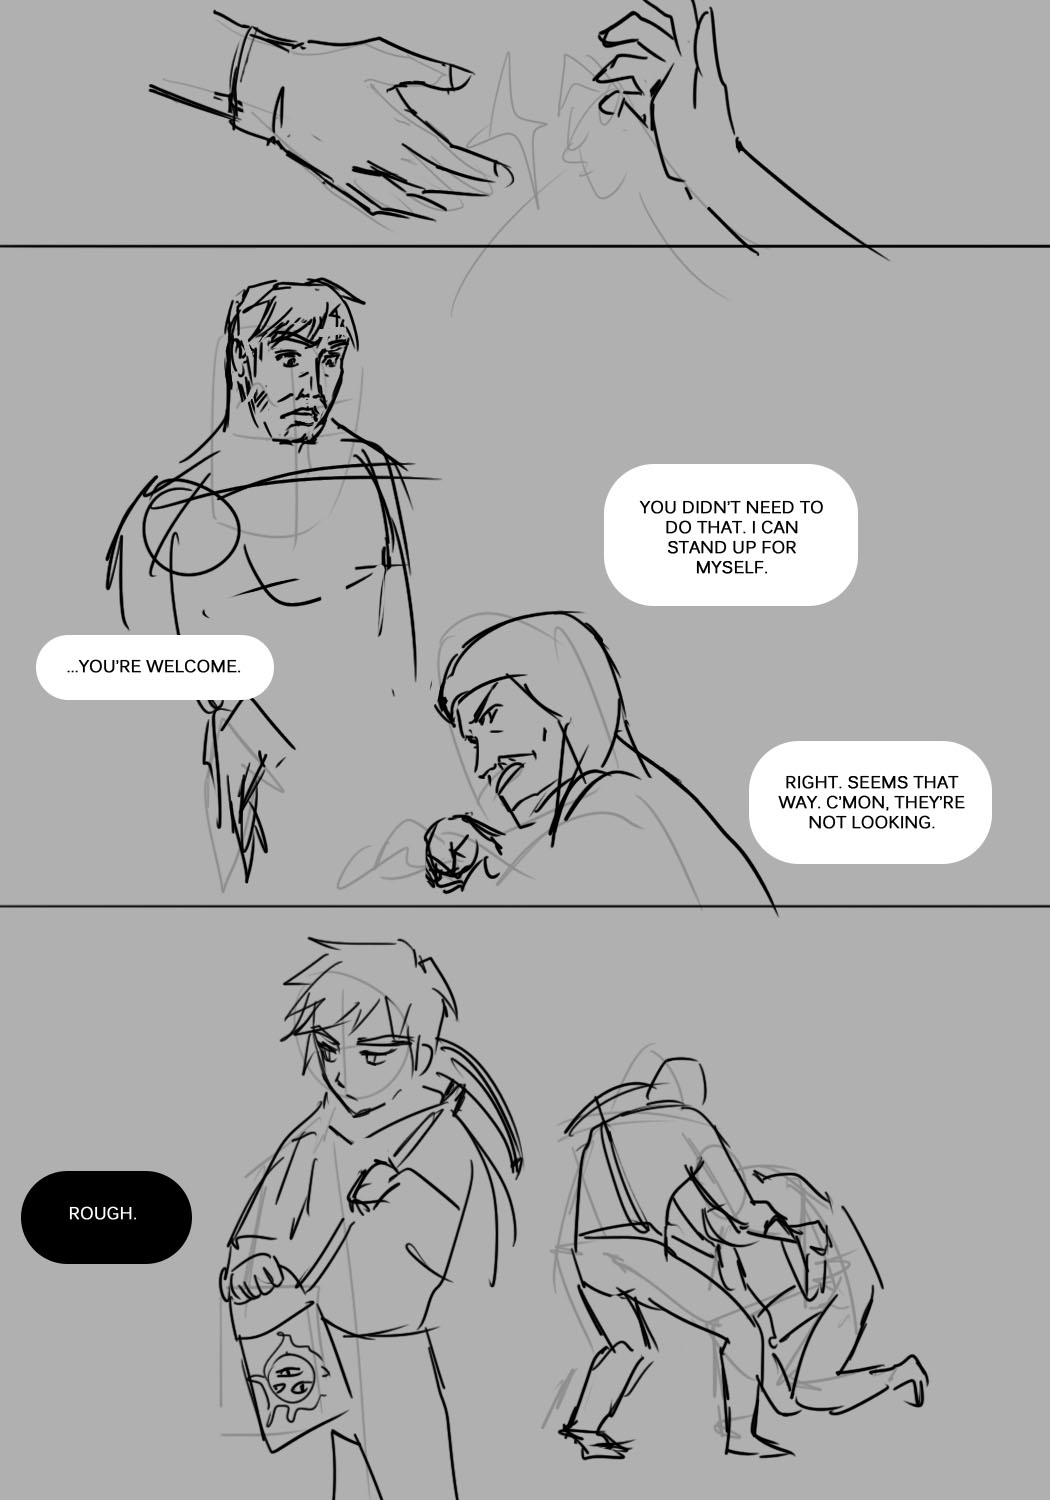 YOU DIDN'T NEED TO
DO THAT. I CAN
STAND UP FOR
MYSELF.
...YOU'RE WELCOME.
RIGHT. SEEMS THAT
WAY. C'MON, THEY'RE
NOT LOOKING.
ROUGH.